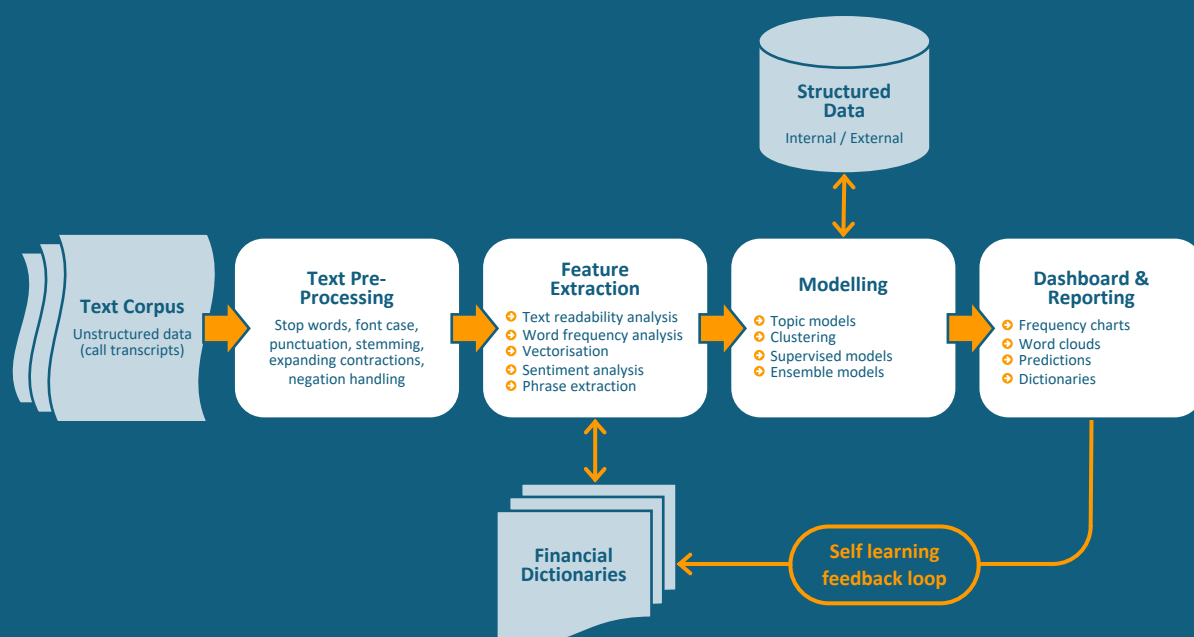 Structured
Data
Internal / External
Text Corpus
Unstructured data
(call transcripts)
Text Pre-
Processing
Stop words, font case,
punctuation, stemming,
expanding contractions,
negation handling
Feature
Extraction
Text readability analysis
Word frequency analysis
Vectorisation
Sentiment analysis
Phrase extraction
Modelling
Topic models
Clustering
Supervised models
Ensemble models
Dashboard &
Reporting
Frequency charts
Word clouds
Predictions
Dictionaries
Financial
Dictionaries
Self learning
feedback loop